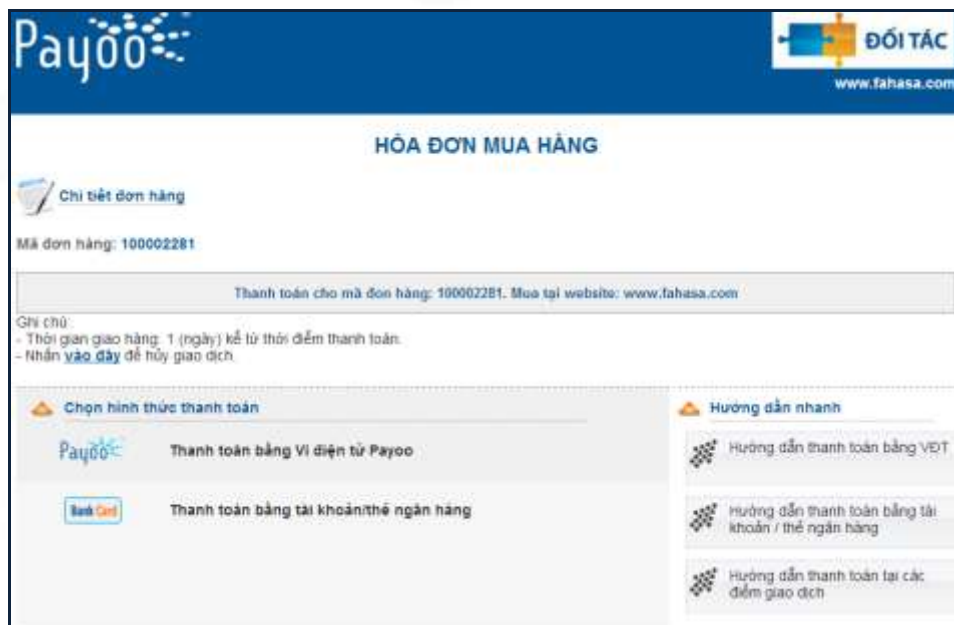 Payoo
ĐỐI TÁC
www.fahasa.com
HÓA ĐƠN MUA HÀNG
Chi tiết đơn hàng
Mã đơn hàng: 100002281
Thanh toán cho mã đơn hàng: 100002281. Mua tại website: www.fahasa.com
Ghi chú:
- Thời gian giao hàng: 1 (ngày) kể từ thời điểm thanh toán.
- Nhấn vào đây để hủy giao dịch
Chọn hình thức thanh toán
Payoo
Thanh toán bằng Ví điện tử Payoo
Bank Card
Thanh toán bằng tài khoản/thẻ ngân hàng
Hướng dẫn nhanh
Hướng dẫn thanh toán bằng VĐT
Hướng dẫn thanh toán bằng tài
khoản / thẻ ngân hàng
Hướng dẫn thanh toán tại các
điểm giao dịch